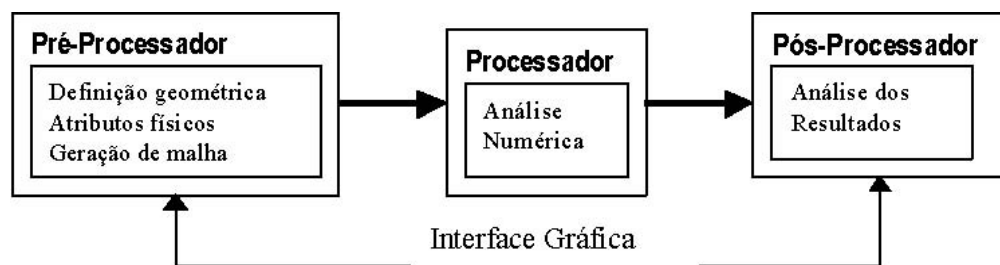 Pré-Processador
Definição geométrica
Atributos físicos
Geração de malha
Processador
Análise
Numérica
Pós-Processador
Análise dos
Resultados
Interface Gráfica